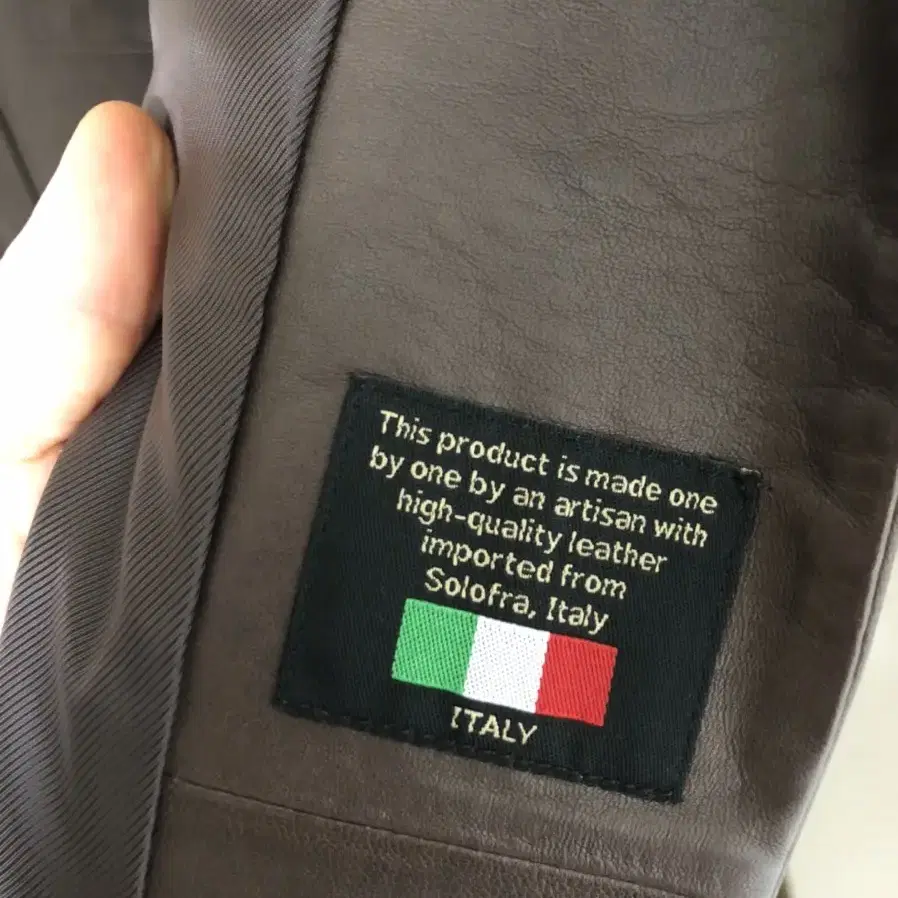 This product is made one
by one by an artisan with
high-quality leather
imported from
Solofra, Italy
ITALY